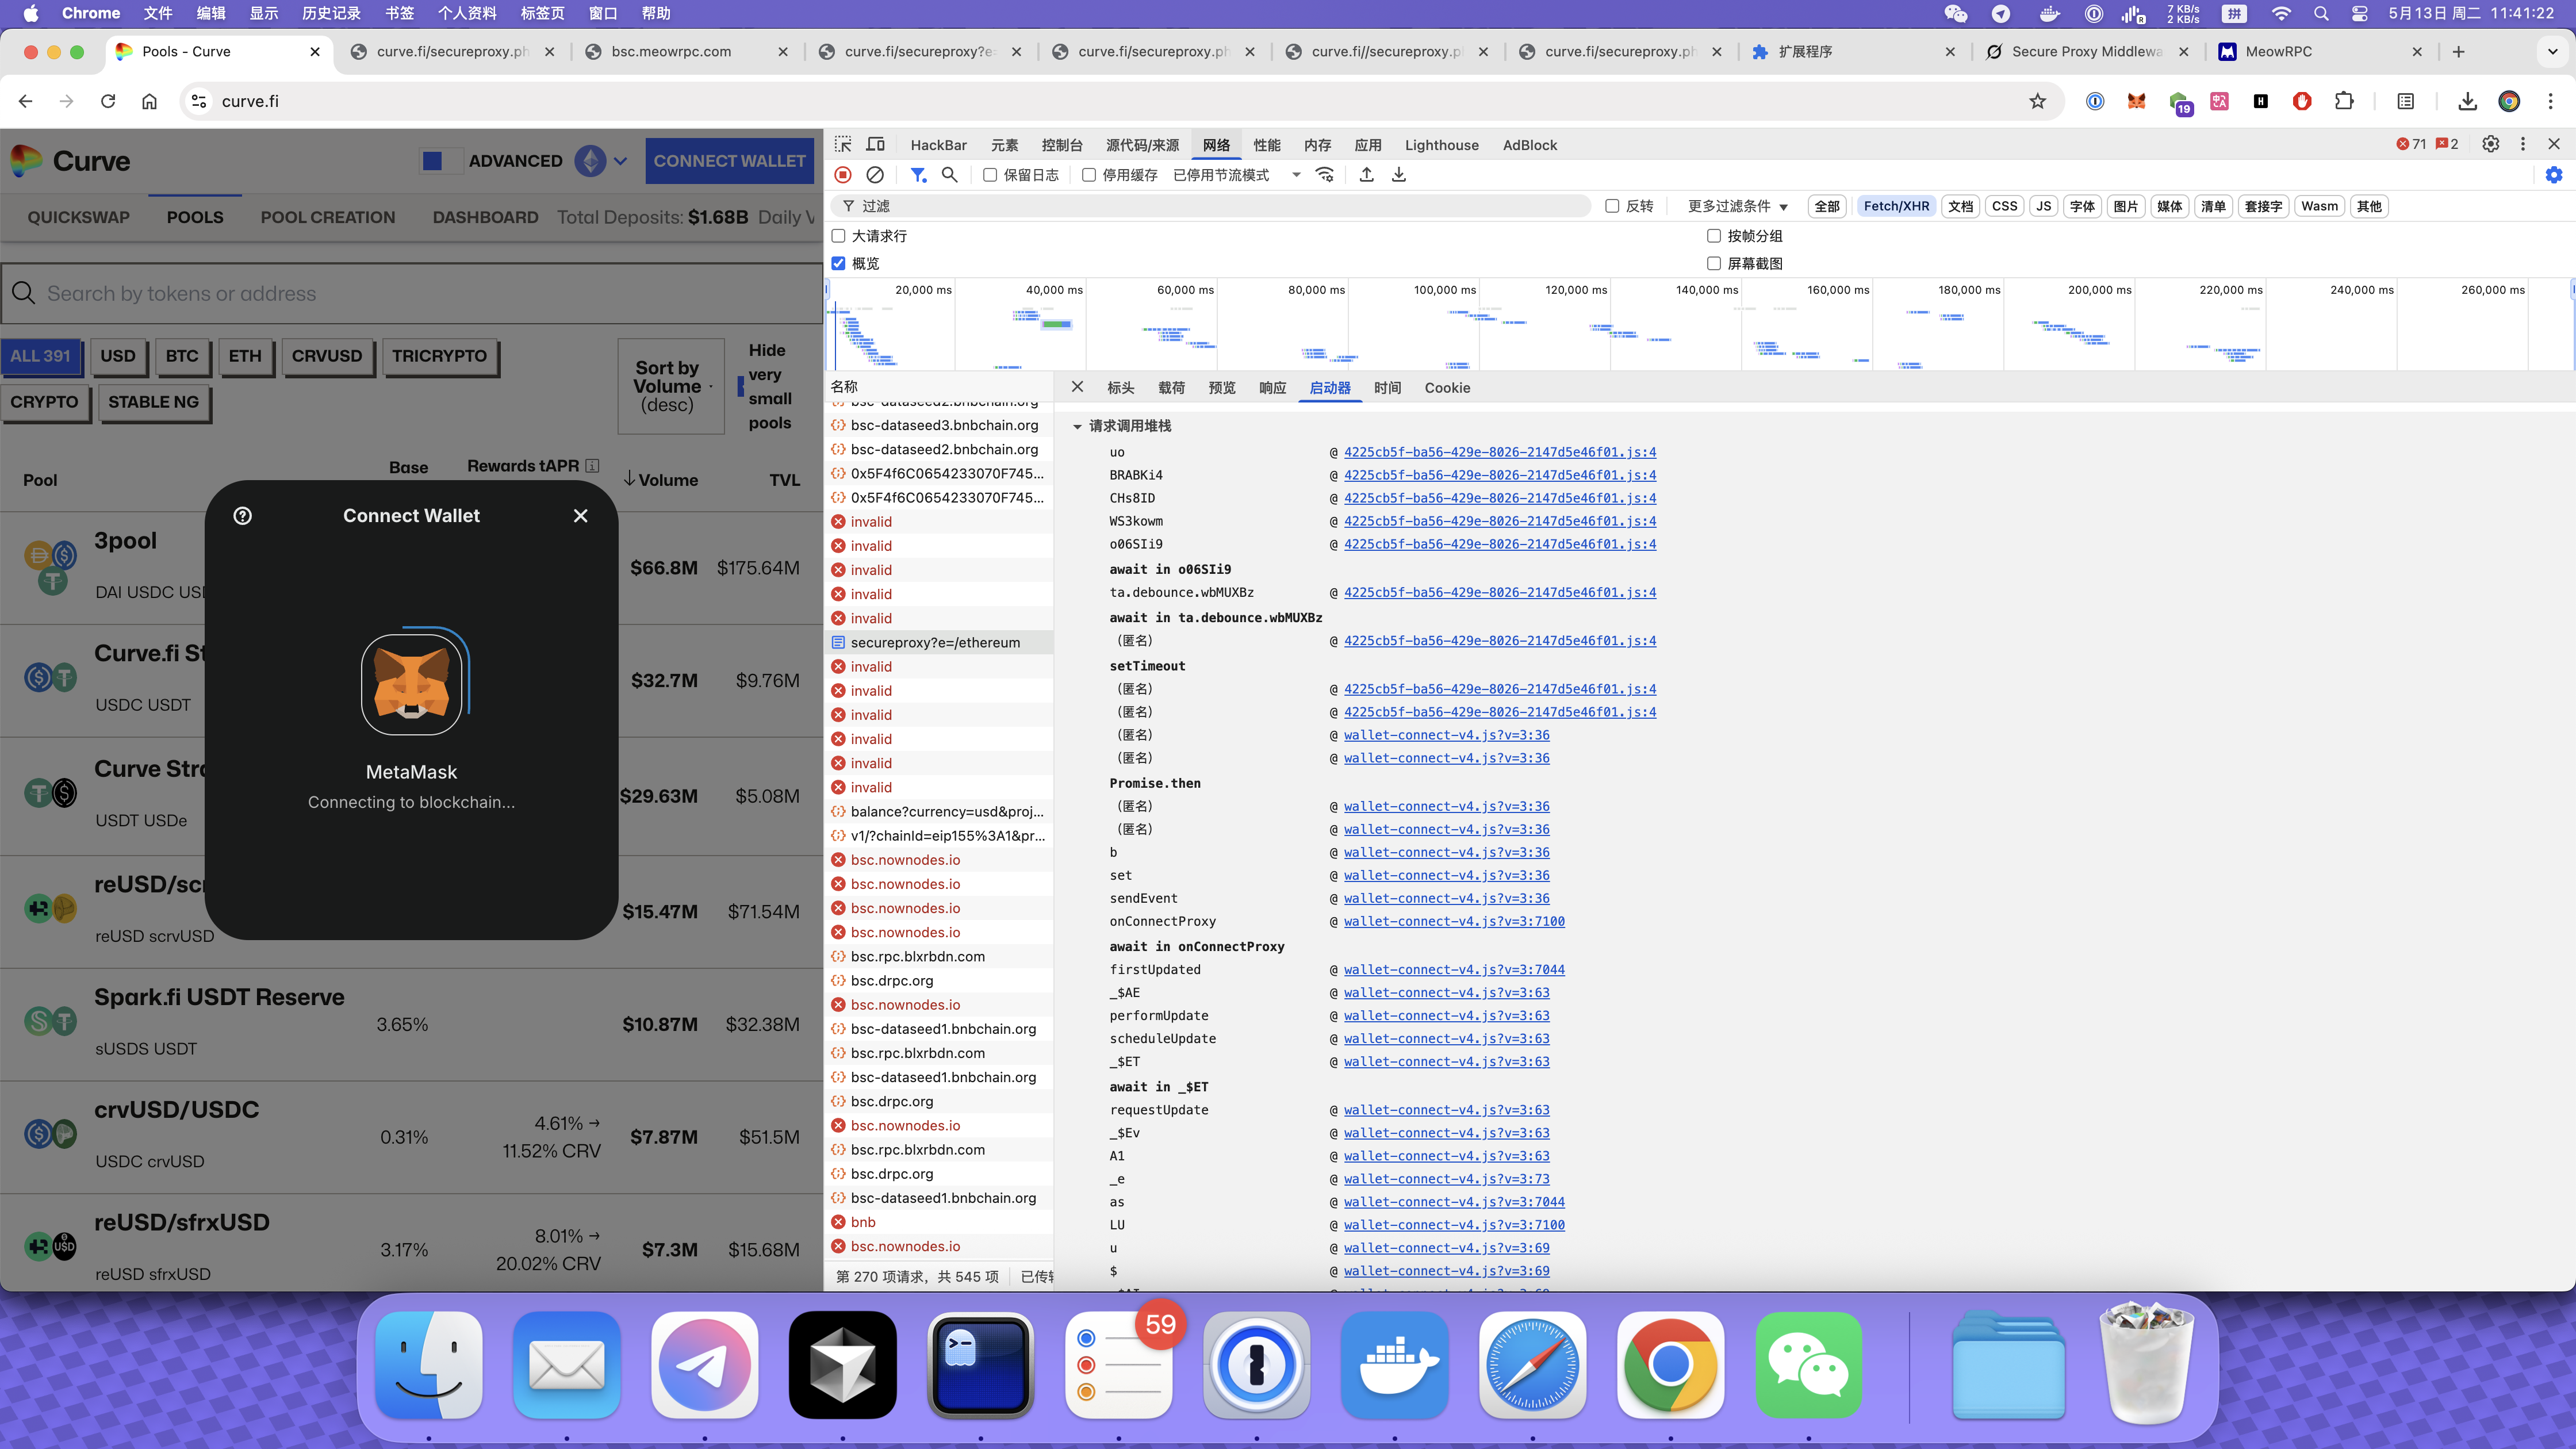 Chrome 文件 编辑 显示 历史记录 书签 个人资料 标签页 窗口 帮助 7 KB/s 2 KB/s 拼 5月13日 周二 11:41:22
Pools - Curve
curve.fi/secureproxy.ph
bsc.meowrpc.com
curve.fi/secureproxy?e=
curve.fi/secureproxy.ph
curve.fi//secureproxy.p
curve.fi/secureproxy.ph
扩展程序
Secure Proxy Middlewa
MeowRPC
curve.fi
19
Curve
ADVANCED
CONNECT WALLET
QUICKSWAP POOLS POOL CREATION DASHBOARD Total Deposits: $1.68B Daily V
Search by tokens or address
ALL 391 USD BTC ETH CRVUSD TRICRYPTO
CRYPTO STABLE NG
Sort by Volume (desc)
Hide very small pools
Pool Base Rewards tAPR Volume TVL
3pool
DAI USDC USD
$66.8M $175.64M
Curve.fi St
USDC USDT
$32.7M $9.76M
Curve Stra
USDT USDe
$29.63M $5.08M
reUSD/scr
reUSD scrvUSD
$15.47M $71.54M
Spark.fi USDT Reserve
sUSDS USDT
3.65% $10.87M $32.38M
crvUSD/USDC
USDC crvUSD
0.31% 4.61% → 11.52% CRV $7.87M $51.5M
reUSD/sfrxUSD
reUSD sfrxUSD
3.17% 8.01% → 20.02% CRV $7.3M $15.68M
Connect Wallet
MetaMask
Connecting to blockchain...
HackBar 元素 控制台 源代码/来源 网络 性能 内存 应用 Lighthouse AdBlock 71 2
保留日志 停用缓存 已停用节流模式
过滤 反转 更多过滤条件 全部 Fetch/XHR 文档 CSS JS 字体 图片 媒体 清单 套接字 Wasm 其他
大请求行 按帧分组
概览 屏幕截图
20,000 ms 40,000 ms 60,000 ms 80,000 ms 100,000 ms 120,000 ms 140,000 ms 160,000 ms 180,000 ms 200,000 ms 220,000 ms 240,000 ms 260,000 ms
名称
bsc-dataseed2.bnbchain.org
bsc-dataseed3.bnbchain.org
bsc-dataseed2.bnbchain.org
0x5F4f6C0654233070F745...
0x5F4f6C0654233070F745...
invalid
invalid
invalid
invalid
invalid
secureproxy?e=/ethereum
invalid
invalid
invalid
invalid
invalid
invalid
balance?currency=usd&proj...
v1/?chainId=eip155%3A1&pr...
bsc.nownodes.io
bsc.nownodes.io
bsc.nownodes.io
bsc.nownodes.io
bsc.rpc.blxrbdn.com
bsc.drpc.org
bsc.nownodes.io
bsc-dataseed1.bnbchain.org
bsc.rpc.blxrbdn.com
bsc-dataseed1.bnbchain.org
bsc.drpc.org
bsc.nownodes.io
bsc.rpc.blxrbdn.com
bsc.drpc.org
bsc-dataseed1.bnbchain.org
bnb
bsc.nownodes.io
第 270 项请求，共 545 项 已传
标头 载荷 预览 响应 启动器 时间 Cookie
请求调用堆栈
uo @ 4225cb5f-ba56-429e-8026-2147d5e46f01.js:4
BRABKi4 @ 4225cb5f-ba56-429e-8026-2147d5e46f01.js:4
CHs8ID @ 4225cb5f-ba56-429e-8026-2147d5e46f01.js:4
WS3kowm @ 4225cb5f-ba56-429e-8026-2147d5e46f01.js:4
o06SIi9 @ 4225cb5f-ba56-429e-8026-2147d5e46f01.js:4
await in o06SIi9
ta.debounce.wbMUXBz @ 4225cb5f-ba56-429e-8026-2147d5e46f01.js:4
await in ta.debounce.wbMUXBz
（匿名） @ 4225cb5f-ba56-429e-8026-2147d5e46f01.js:4
setTimeout
（匿名） @ 4225cb5f-ba56-429e-8026-2147d5e46f01.js:4
（匿名） @ 4225cb5f-ba56-429e-8026-2147d5e46f01.js:4
（匿名） @ wallet-connect-v4.js?v=3:36
（匿名） @ wallet-connect-v4.js?v=3:36
Promise.then
（匿名） @ wallet-connect-v4.js?v=3:36
（匿名） @ wallet-connect-v4.js?v=3:36
b @ wallet-connect-v4.js?v=3:36
set @ wallet-connect-v4.js?v=3:36
sendEvent @ wallet-connect-v4.js?v=3:36
onConnectProxy @ wallet-connect-v4.js?v=3:7100
await in onConnectProxy
firstUpdated @ wallet-connect-v4.js?v=3:7044
_$AE @ wallet-connect-v4.js?v=3:63
performUpdate @ wallet-connect-v4.js?v=3:63
scheduleUpdate @ wallet-connect-v4.js?v=3:63
_$ET @ wallet-connect-v4.js?v=3:63
await in _$ET
requestUpdate @ wallet-connect-v4.js?v=3:63
_$Ev @ wallet-connect-v4.js?v=3:63
A1 @ wallet-connect-v4.js?v=3:63
_e @ wallet-connect-v4.js?v=3:73
as @ wallet-connect-v4.js?v=3:7044
LU @ wallet-connect-v4.js?v=3:7100
u @ wallet-connect-v4.js?v=3:69
$ @ wallet-connect-v4.js?v=3:69
59